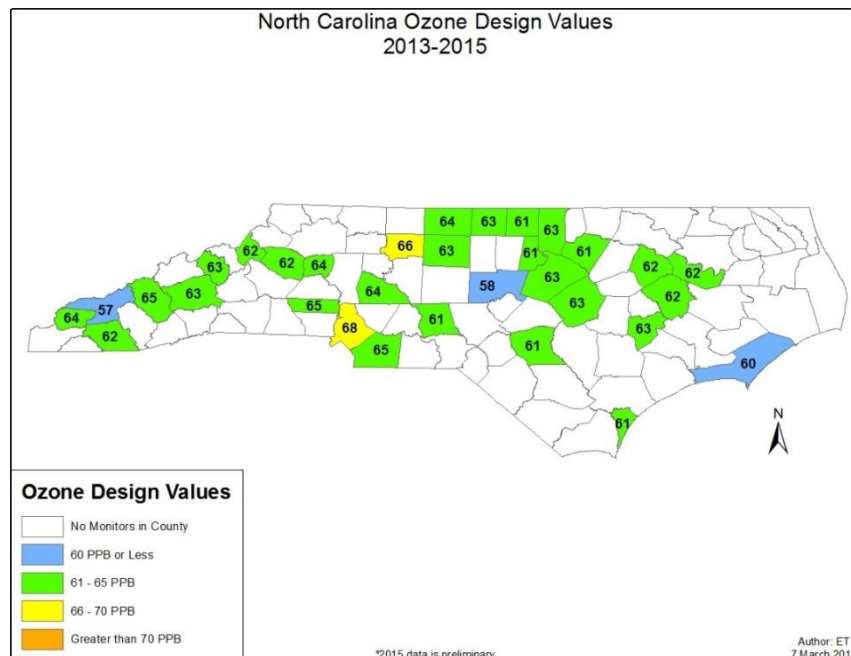 North Carolina Ozone Design Values
2013-2015
64 63 61 63
66 63 61 61
62 63 62 64
63 62 62
57 65 63 64 58 63 63 62
64 62 65 68 61 63
65 61
60
61
N
Ozone Design Values
No Monitors in County
60 PPB or Less
61 - 65 PPB
66 - 70 PPB
Greater than 70 PPB
*2015 data is preliminary
Author: ET
7 March 201